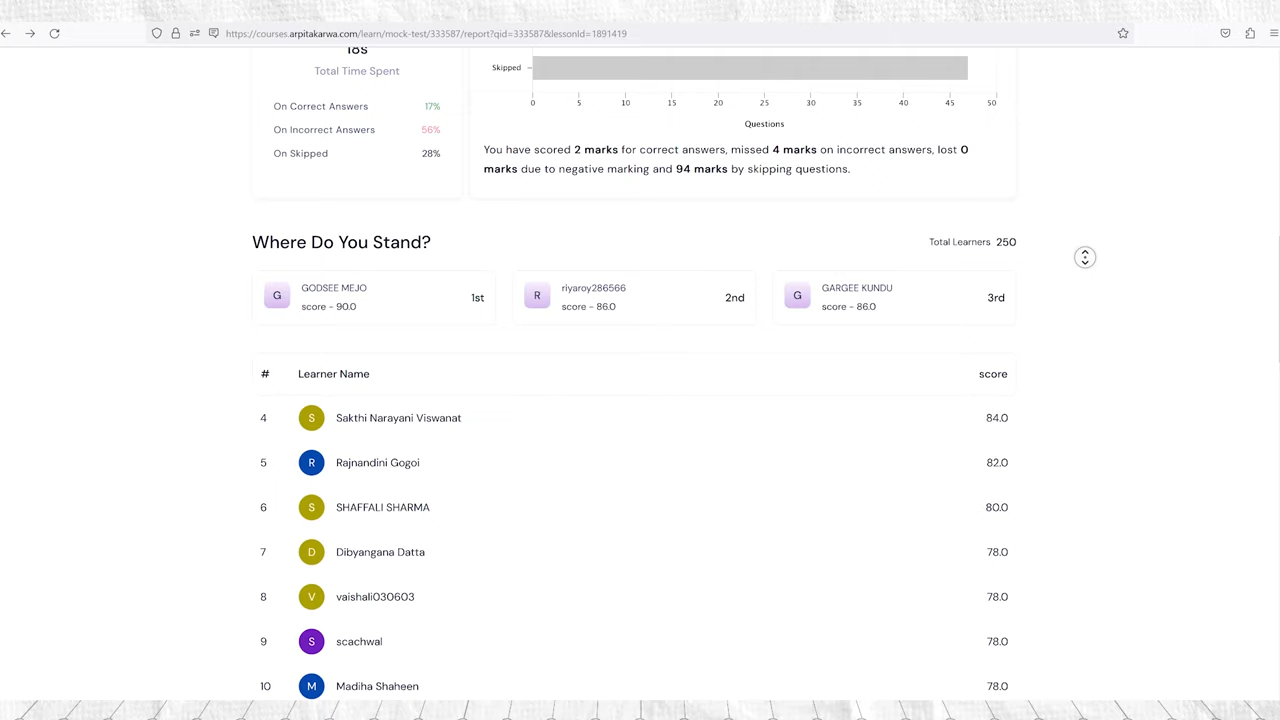 https://courses.arpitakarwa.com/learn/mock-test/333587/report?qid=333587&lessonId=1891419
18s
Total Time Spent
On Correct Answers 17%
On Incorrect Answers 56%
On Skipped 28%
Skipped
0 5 10 15 20 25 30 35 40 45 50
Questions
You have scored 2 marks for correct answers, missed 4 marks on incorrect answers, lost 0
marks due to negative marking and 94 marks by skipping questions.
Where Do You Stand?
Total Learners 250
G GODSEE MEJO
score - 90.0
1st
R riyaroy286566
score - 86.0
2nd
G GARGEE KUNDU
score - 86.0
3rd
# Learner Name score
4 S Sakthi Narayani Viswanat 84.0
5 R Rajnandini Gogoi 82.0
6 S SHAFFALI SHARMA 80.0
7 D Dibyangana Datta 78.0
8 V vaishali030603 78.0
9 S scachwal 78.0
10 M Madiha Shaheen 78.0